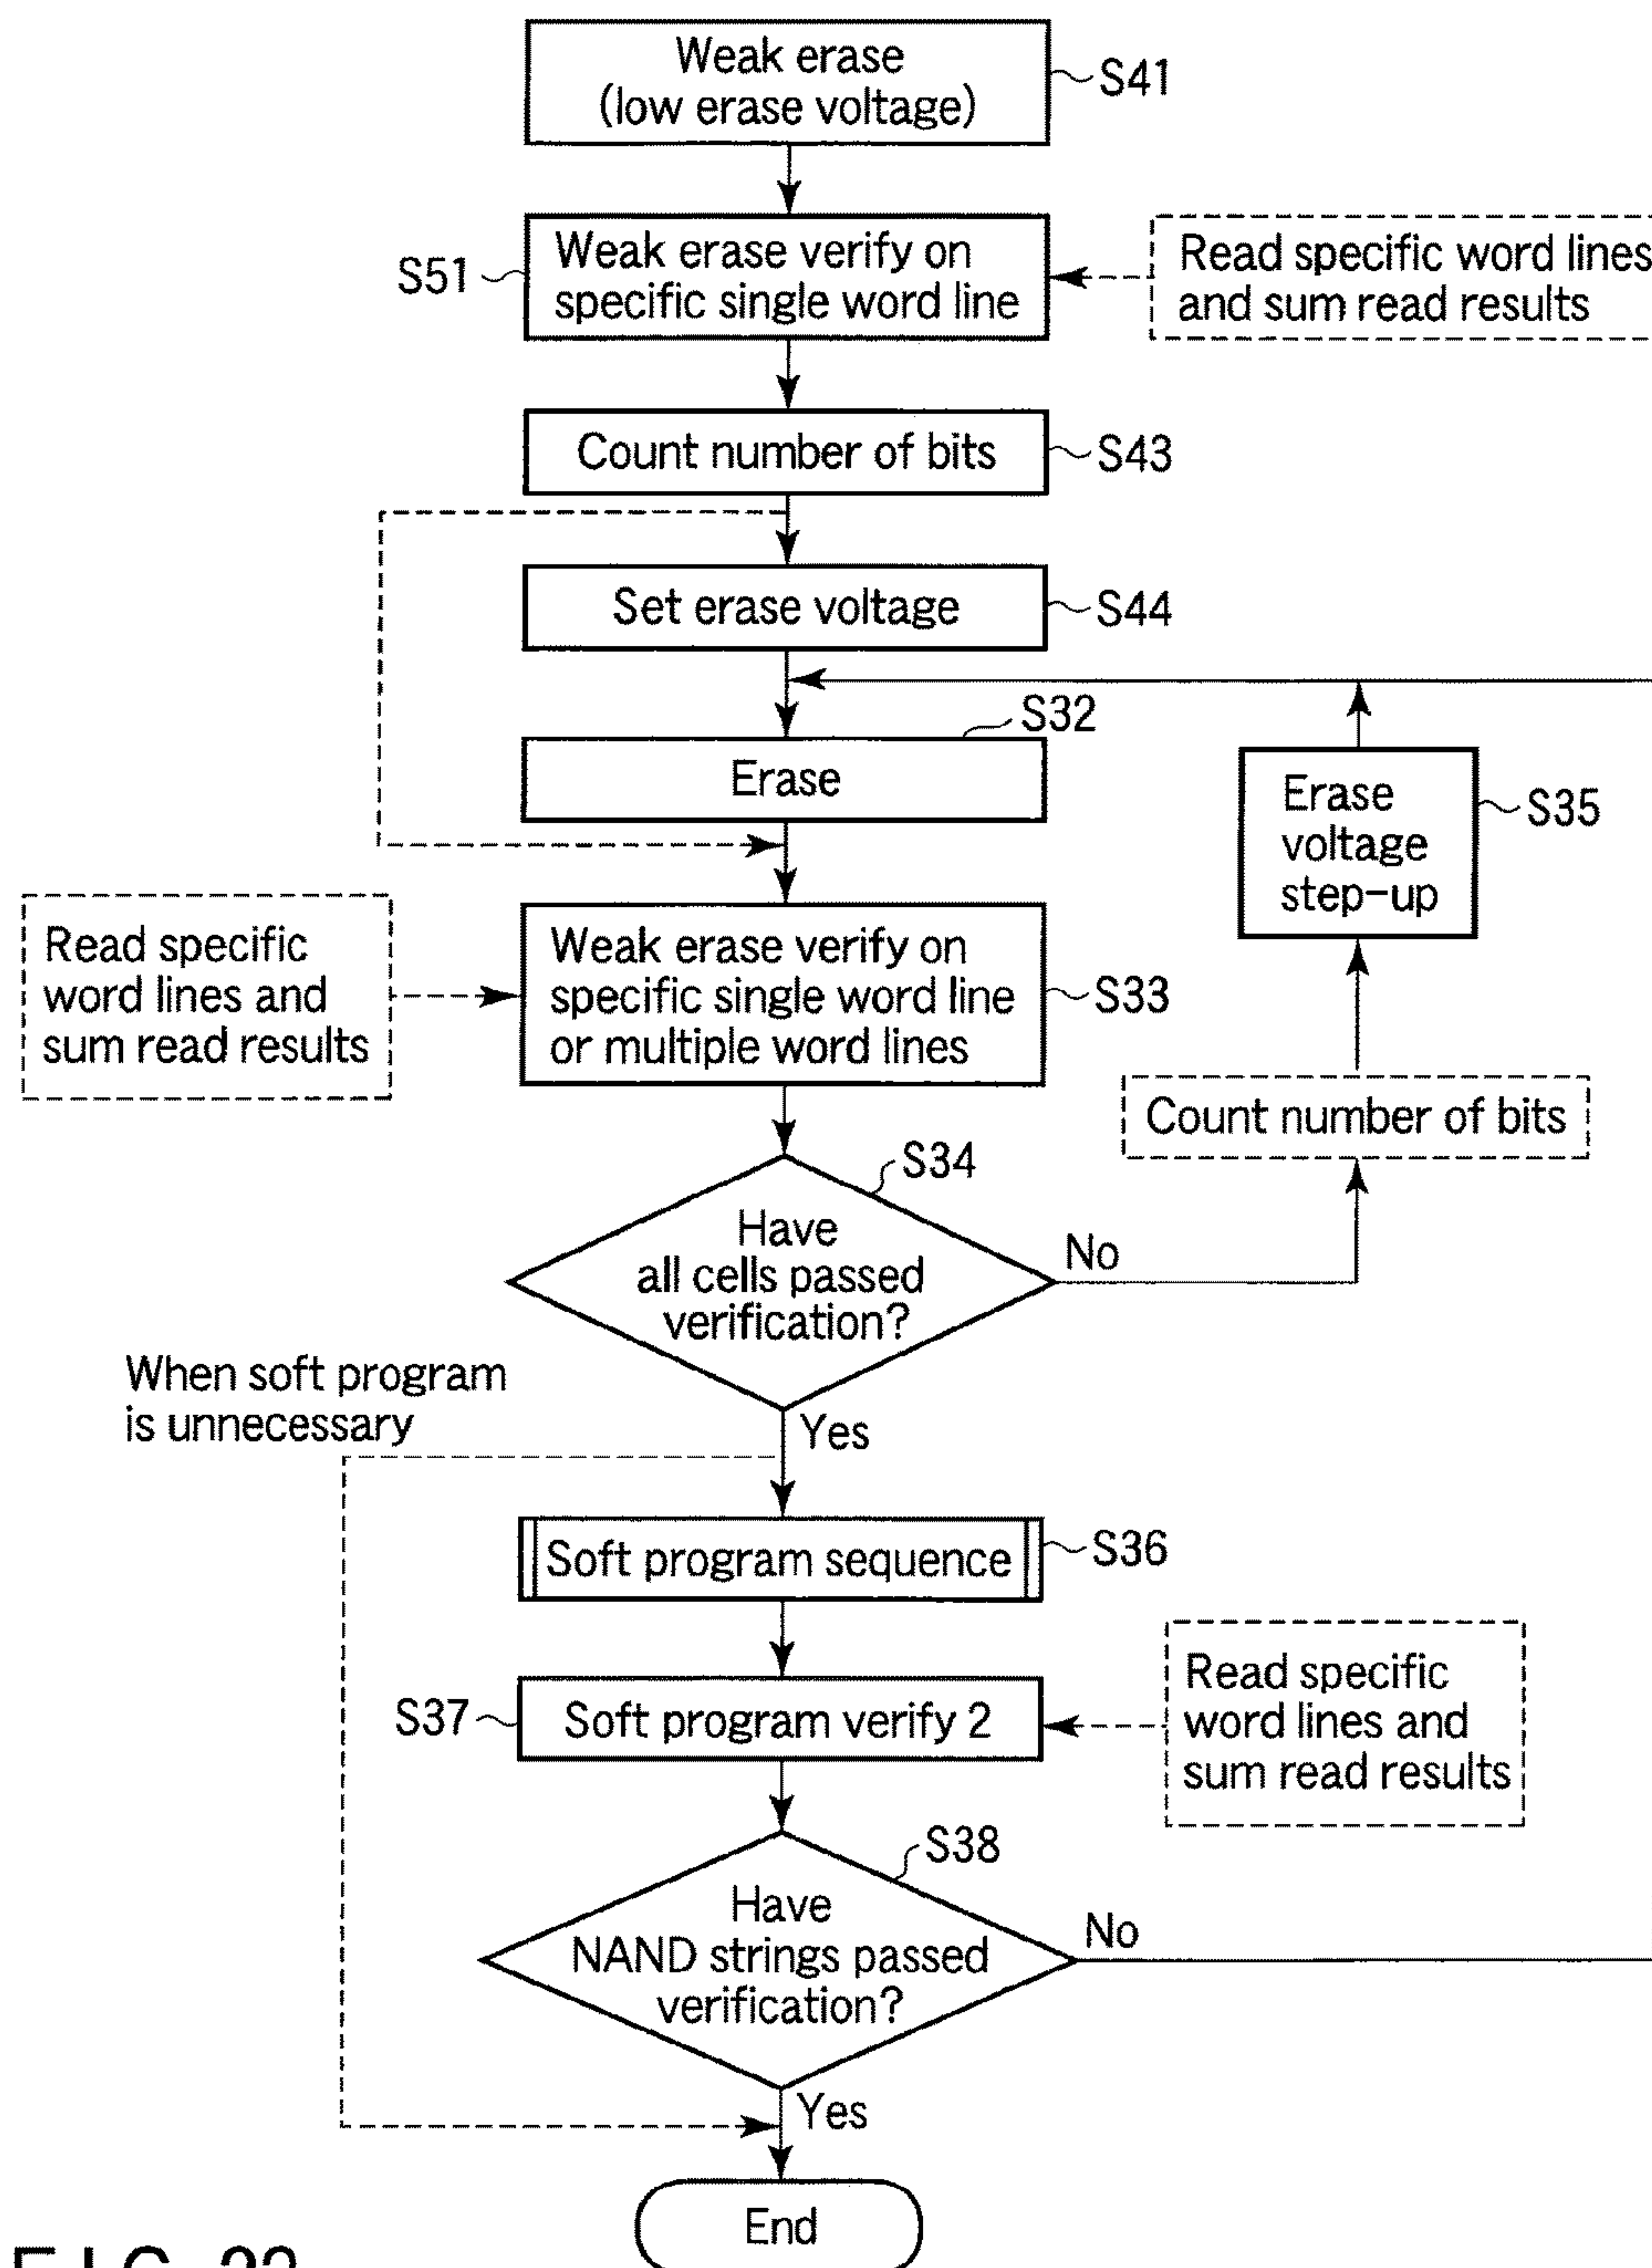 Weak erase
(low erase voltage)
S41
S51
Weak erase verify on
specific single word line
Read specific word lines
and sum read results
Count number of bits
S43
Set erase voltage
S44
S32
Erase
Erase
voltage
step-up
S35
Read specific
word lines and
sum read results
Weak erase verify on
specific single word line
or multiple word lines
S33
Count number of bits
S34
Have
all cells passed
verification?
No
When soft program
is unnecessary
Yes
Soft program sequence
S36
S37
Soft program verify 2
Read specific
word lines and
sum read results
S38
Have
NAND strings passed
verification?
No
Yes
End